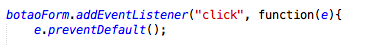 botaoForm.addEventListener("click", function(e){
    e.preventDefault();